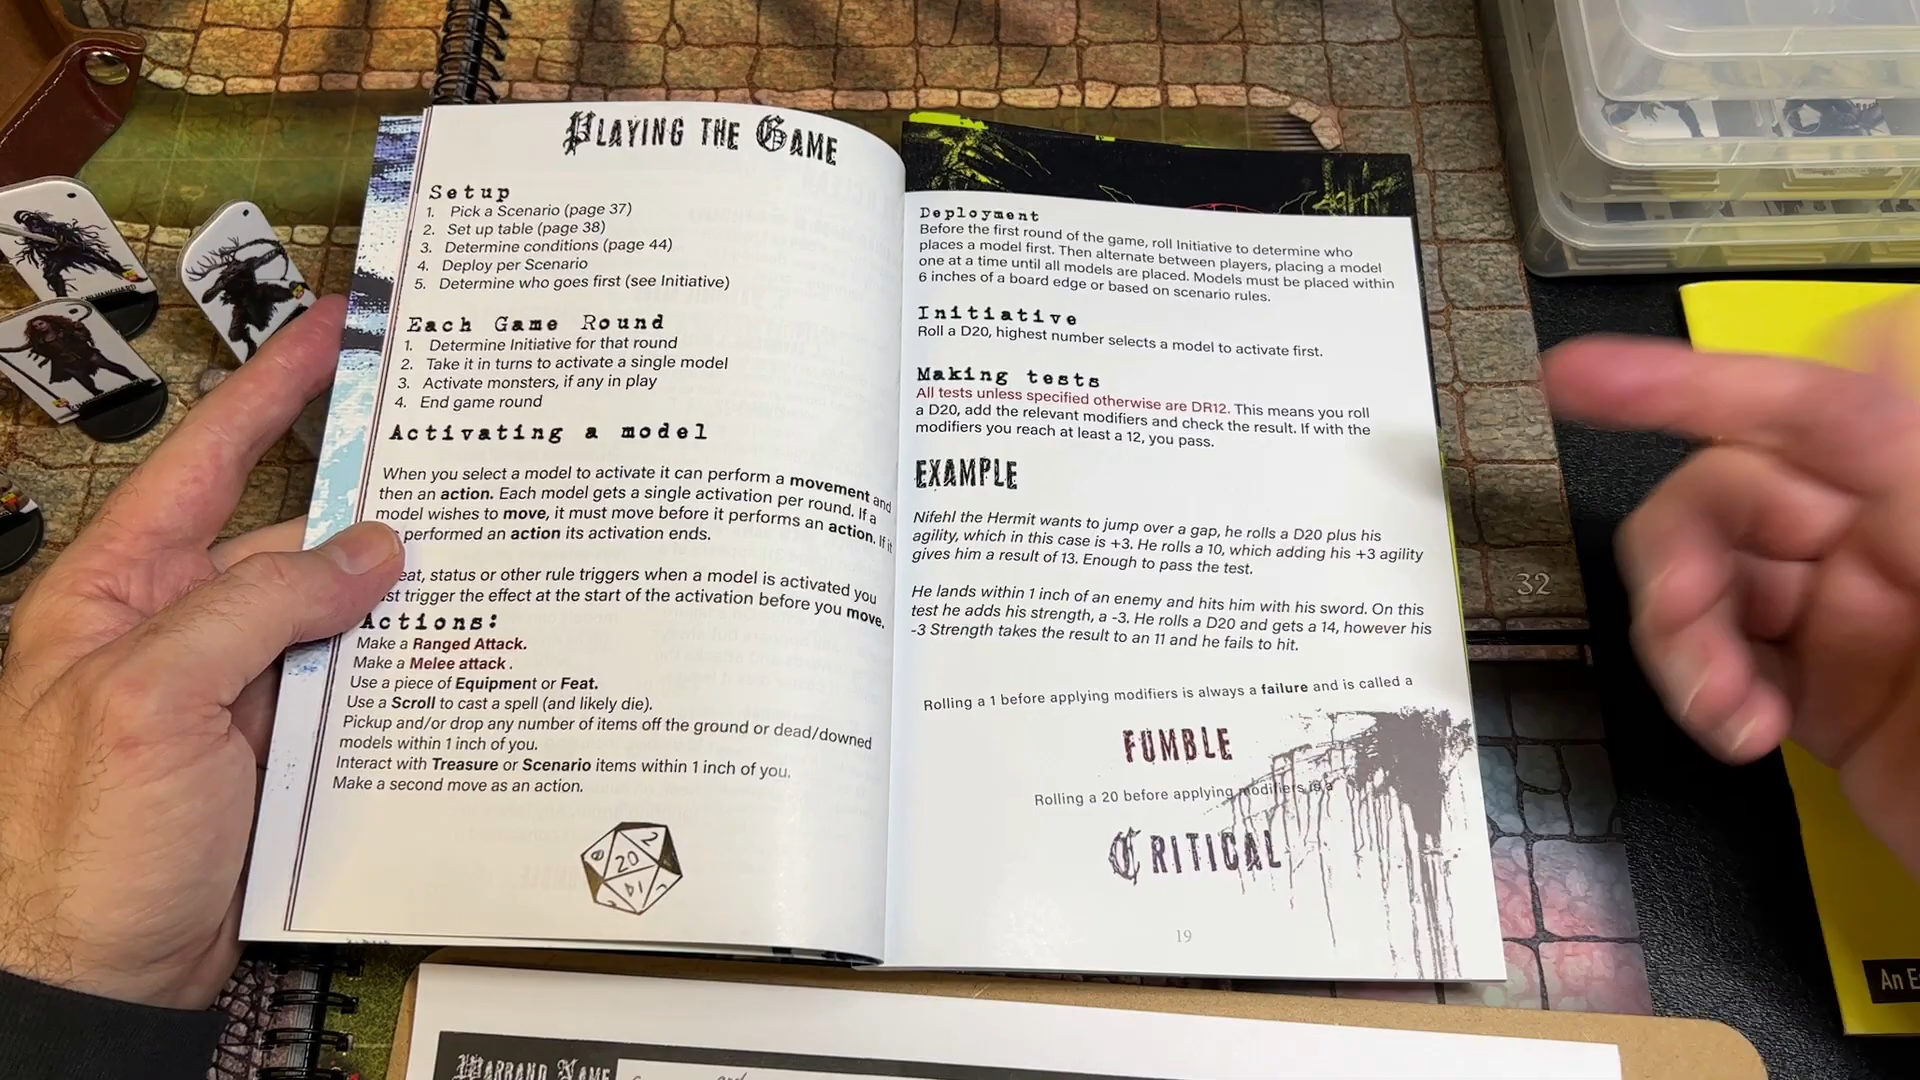 PLAYING THE GAME
Setup
1. Pick a Scenario (page 37)
2. Set up table (page 38)
3. Determine conditions (page 44)
4. Deploy per Scenario
5. Determine who goes first (see Initiative)
Each Game Round
1. Determine Initiative for that round
2. Take it in turns to activate a single model
3. Activate monsters, if any in play
4. End game round
Activating a model
When you select a model to activate it can perform a movement and
then an action. Each model gets a single activation per round. If a
model wishes to move, it must move before it performs an action. If it
performed an action its activation ends.
eat, status or other rule triggers when a model is activated you
st trigger the effect at the start of the activation before you move.
Actions:
Make a Ranged Attack.
Make a Melee attack .
Use a piece of Equipment or Feat.
Use a Scroll to cast a spell (and likely die).
Pickup and/or drop any number of items off the ground or dead/downed
models within 1 inch of you.
Interact with Treasure or Scenario items within 1 inch of you.
Make a second move as an action.
20
2
14
Deployment
Before the first round of the game, roll Initiative to determine who
places a model first. Then alternate between players, placing a model
one at a time until all models are placed. Models must be placed within
6 inches of a board edge or based on scenario rules.
Initiative
Roll a D20, highest number selects a model to activate first.
Making tests
All tests unless specified otherwise are DR12. This means you roll
a D20, add the relevant modifiers and check the result. If with the
modifiers you reach at least a 12, you pass.
EXAMPLE
Nifehl the Hermit wants to jump over a gap, he rolls a D20 plus his
agility, which in this case is +3. He rolls a 10, which adding his +3 agility
gives him a result of 13. Enough to pass the test.
He lands within 1 inch of an enemy and hits him with his sword. On this
test he adds his strength, a -3. He rolls a D20 and gets a 14, however his
-3 Strength takes the result to an 11 and he fails to hit.
Rolling a 1 before applying modifiers is always a failure and is called a
FUMBLE
Rolling a 20 before applying modifiers is a
CRITICAL
19
32
An E
WARBAND NAME